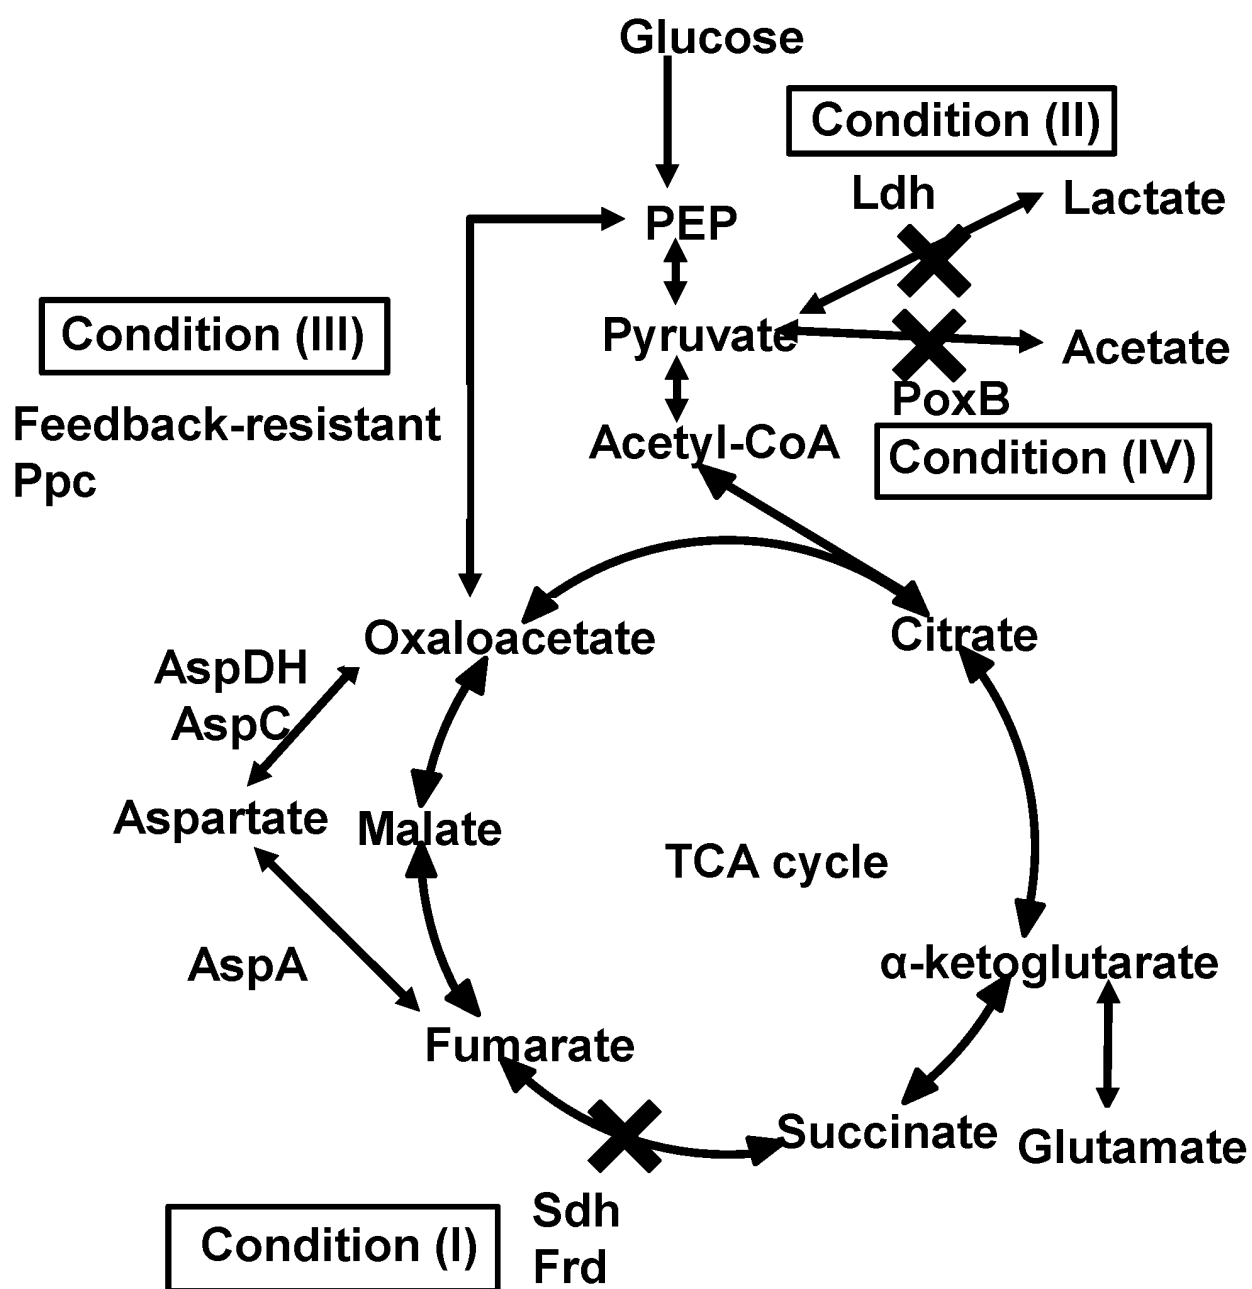 Glucose
Condition (II)
Ldh
Lactate
PEP
Condition (III)
Pyruvate
Acetate
PoxB
Feedback-resistant
Ppc
Acetyl-CoA
Condition (IV)
Oxaloacetate
Citrate
AspDH
AspC
Aspartate
Malate
TCA cycle
AspA
α-ketoglutarate
Fumarate
Succinate
Glutamate
Sdh
Frd
Condition (I)